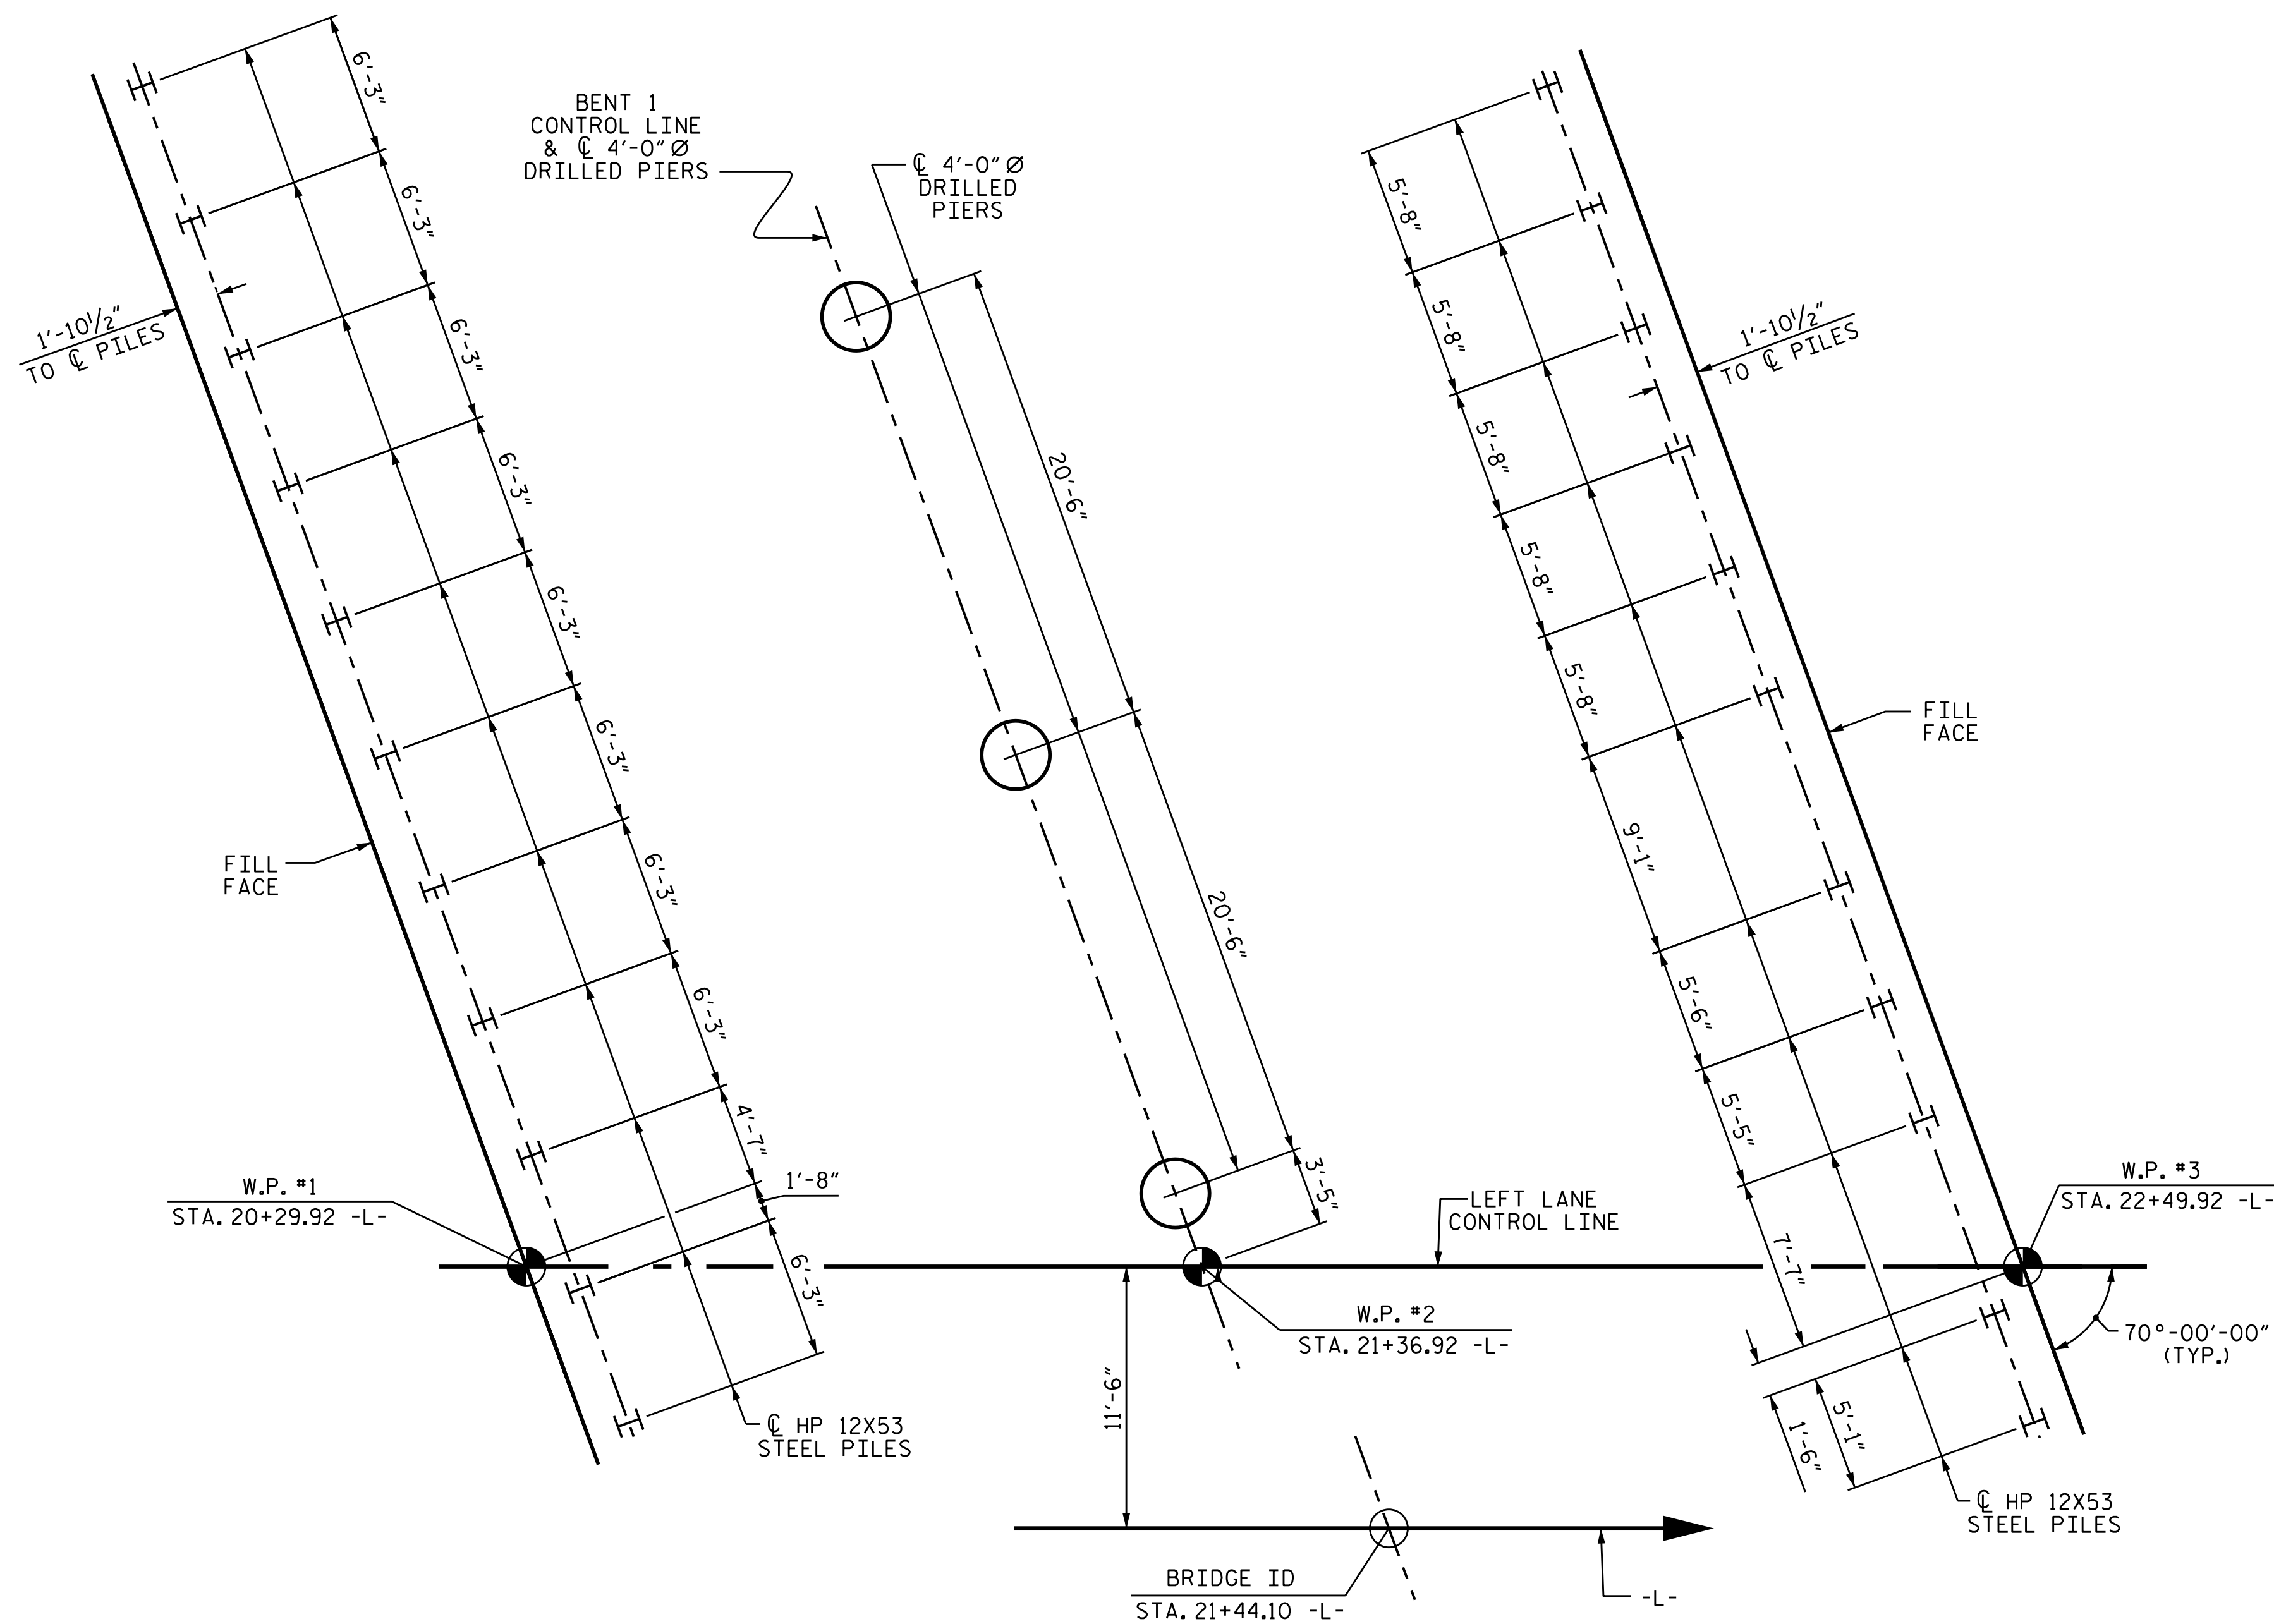 BENT 1
CONTROL LINE
& ℄ 4'-0"Ø
DRILLED PIERS
℄ 4'-0"Ø
DRILLED
PIERS
1'-10½"
TO ℄ PILES
6'-3"
6'-3"
6'-3"
6'-3"
6'-3"
6'-3"
6'-3"
6'-3"
4'-7"
1'-8"
6'-3"
FILL
FACE
W.P. #1
STA. 20+29.92 -L-
℄ HP 12X53
STEEL PILES
20'-6"
20'-6"
3'-5"
LEFT LANE
CONTROL LINE
W.P. #2
STA. 21+36.92 -L-
11'-6"
BRIDGE ID
STA. 21+44.10 -L-
-L-
5'-8"
5'-8"
5'-8"
5'-8"
5'-8"
9'-1"
5'-6"
5'-5"
7'-7"
1'-6"
5'-1"
1'-10½"
TO ℄ PILES
FILL
FACE
W.P. #3
STA. 22+49.92 -L-
70°-00'-00"
(TYP.)
℄ HP 12X53
STEEL PILES